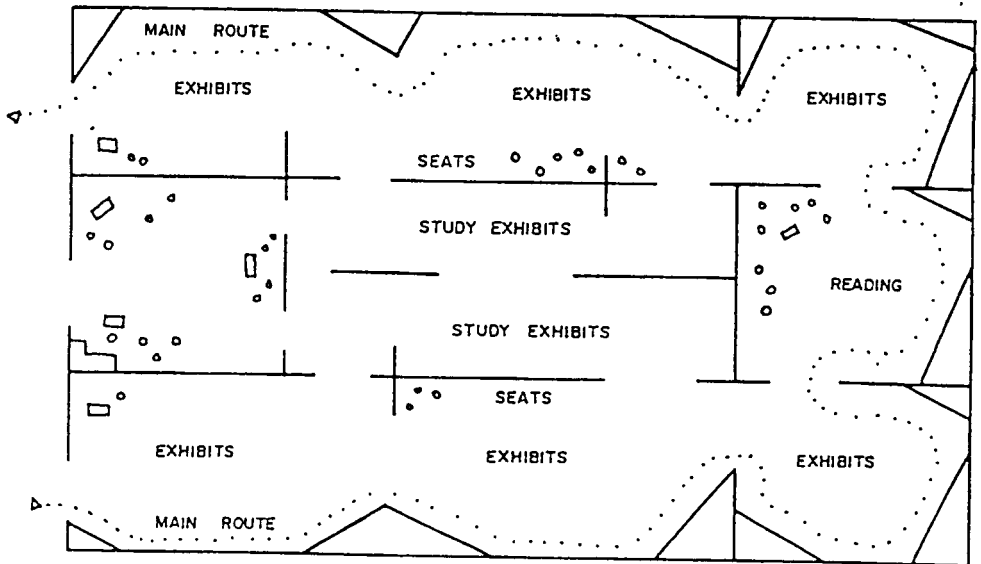 MAIN ROUTE
EXHIBITS
EXHIBITS
EXHIBITS
SEATS
STUDY EXHIBITS
READING
STUDY EXHIBITS
SEATS
EXHIBITS
EXHIBITS
EXHIBITS
MAIN ROUTE